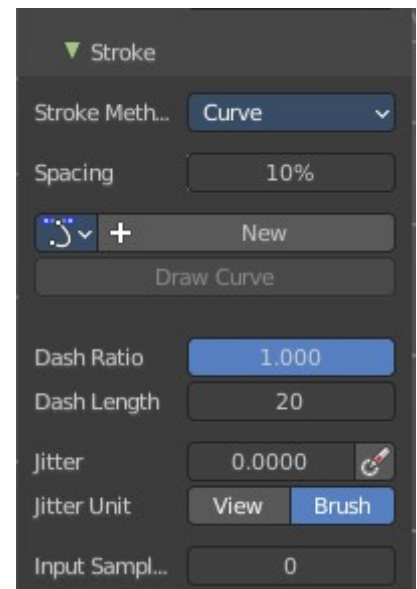 Stroke
Stroke Meth... Curve
Spacing 10%
New
Draw Curve
Dash Ratio 1.000
Dash Length 20
Jitter 0.0000
Jitter Unit View Brush
Input Sampl... 0